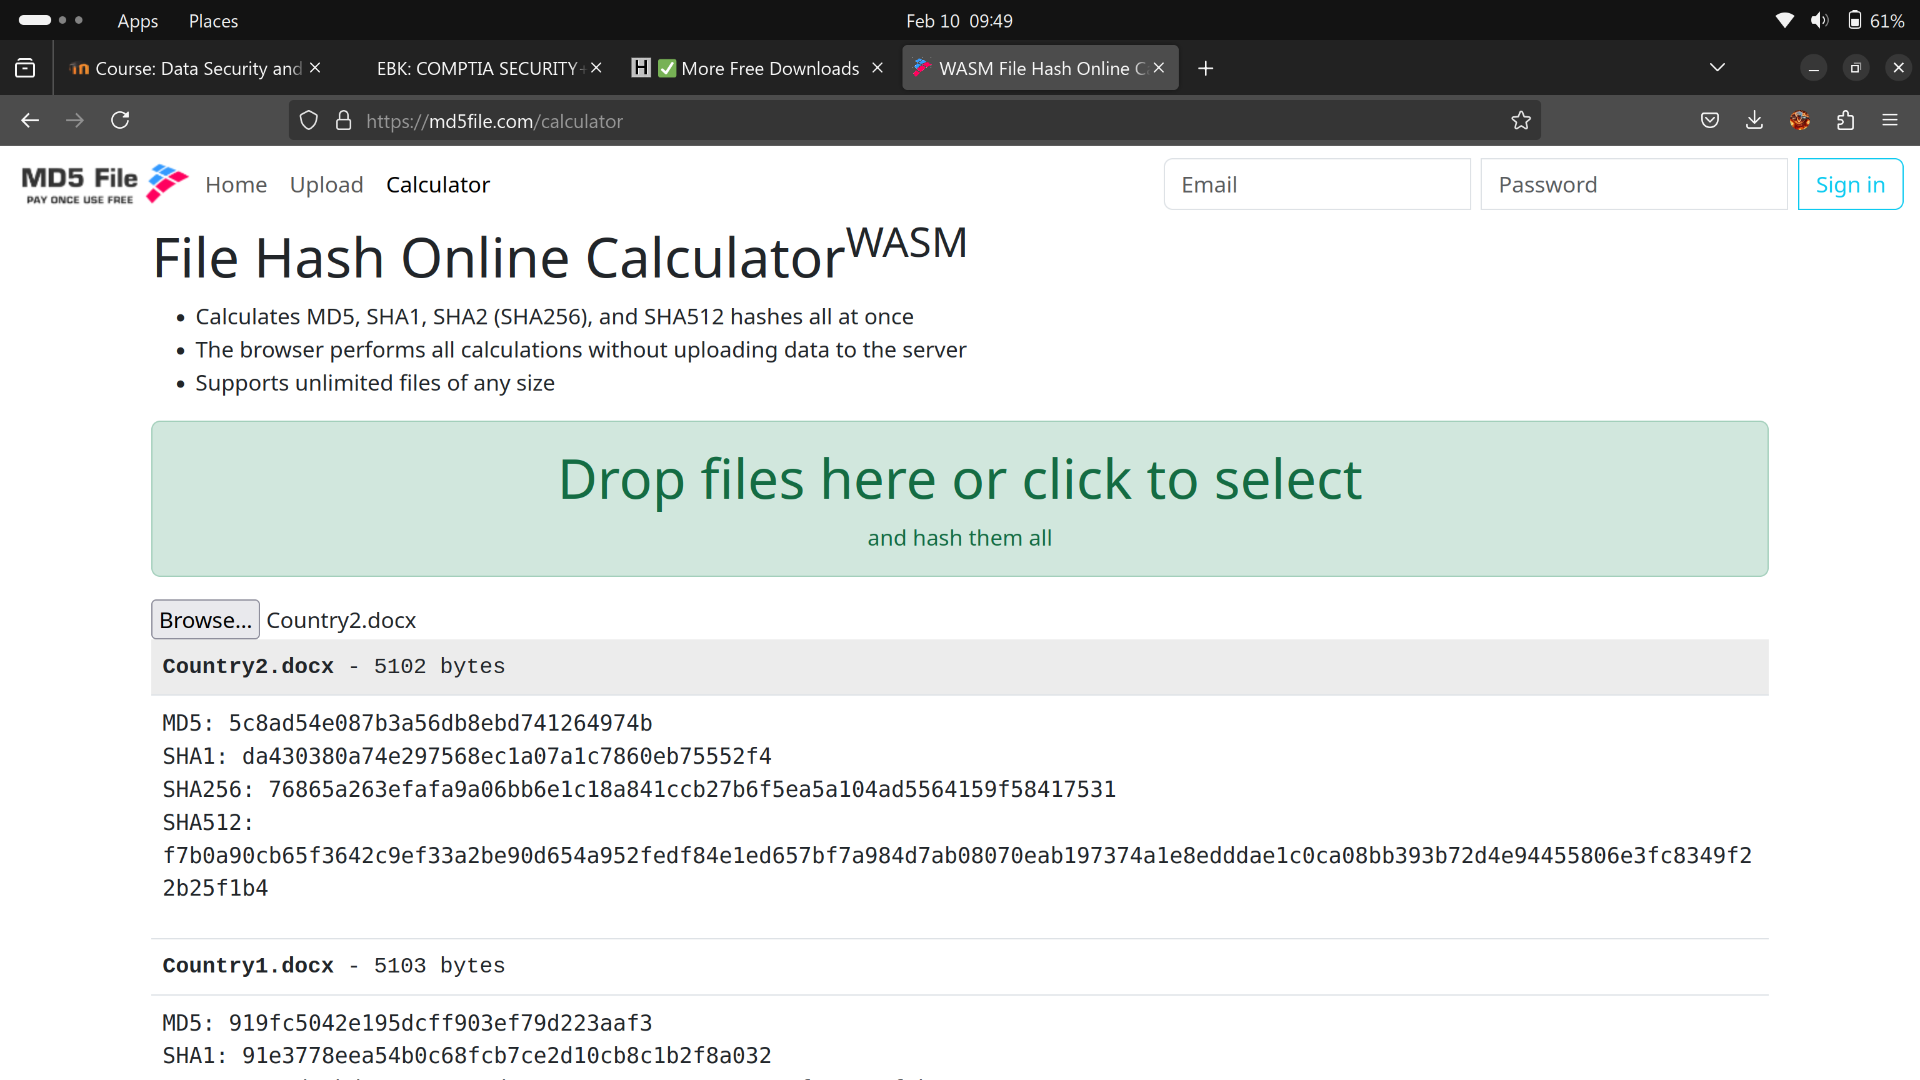 Apps Places Feb 10 09:49 61%
Course: Data Security and EBK: COMPTIA SECURITY+ H ✅ More Free Downloads WASM File Hash Online C
https://md5file.com/calculator
MD5 File
PAY ONCE USE FREE
Home Upload Calculator Email Password Sign in
File Hash Online Calculator WASM
• Calculates MD5, SHA1, SHA2 (SHA256), and SHA512 hashes all at once
• The browser performs all calculations without uploading data to the server
• Supports unlimited files of any size
Drop files here or click to select
and hash them all
Browse... Country2.docx
Country2.docx - 5102 bytes
MD5: 5c8ad54e087b3a56db8ebd741264974b
SHA1: da430380a74e297568ec1a07a1c7860eb75552f4
SHA256: 76865a263efafa9a06bb6e1c18a841ccb27b6f5ea5a104ad5564159f58417531
SHA512:
f7b0a90cb65f3642c9ef33a2be90d654a952fedf84e1ed657bf7a984d7ab08070eab197374a1e8edddae1c0ca08bb393b72d4e94455806e3fc8349f2
2b25f1b4
Country1.docx - 5103 bytes
MD5: 919fc5042e195dcff903ef79d223aaf3
SHA1: 91e3778eea54b0c68fcb7ce2d10cb8c1b2f8a032